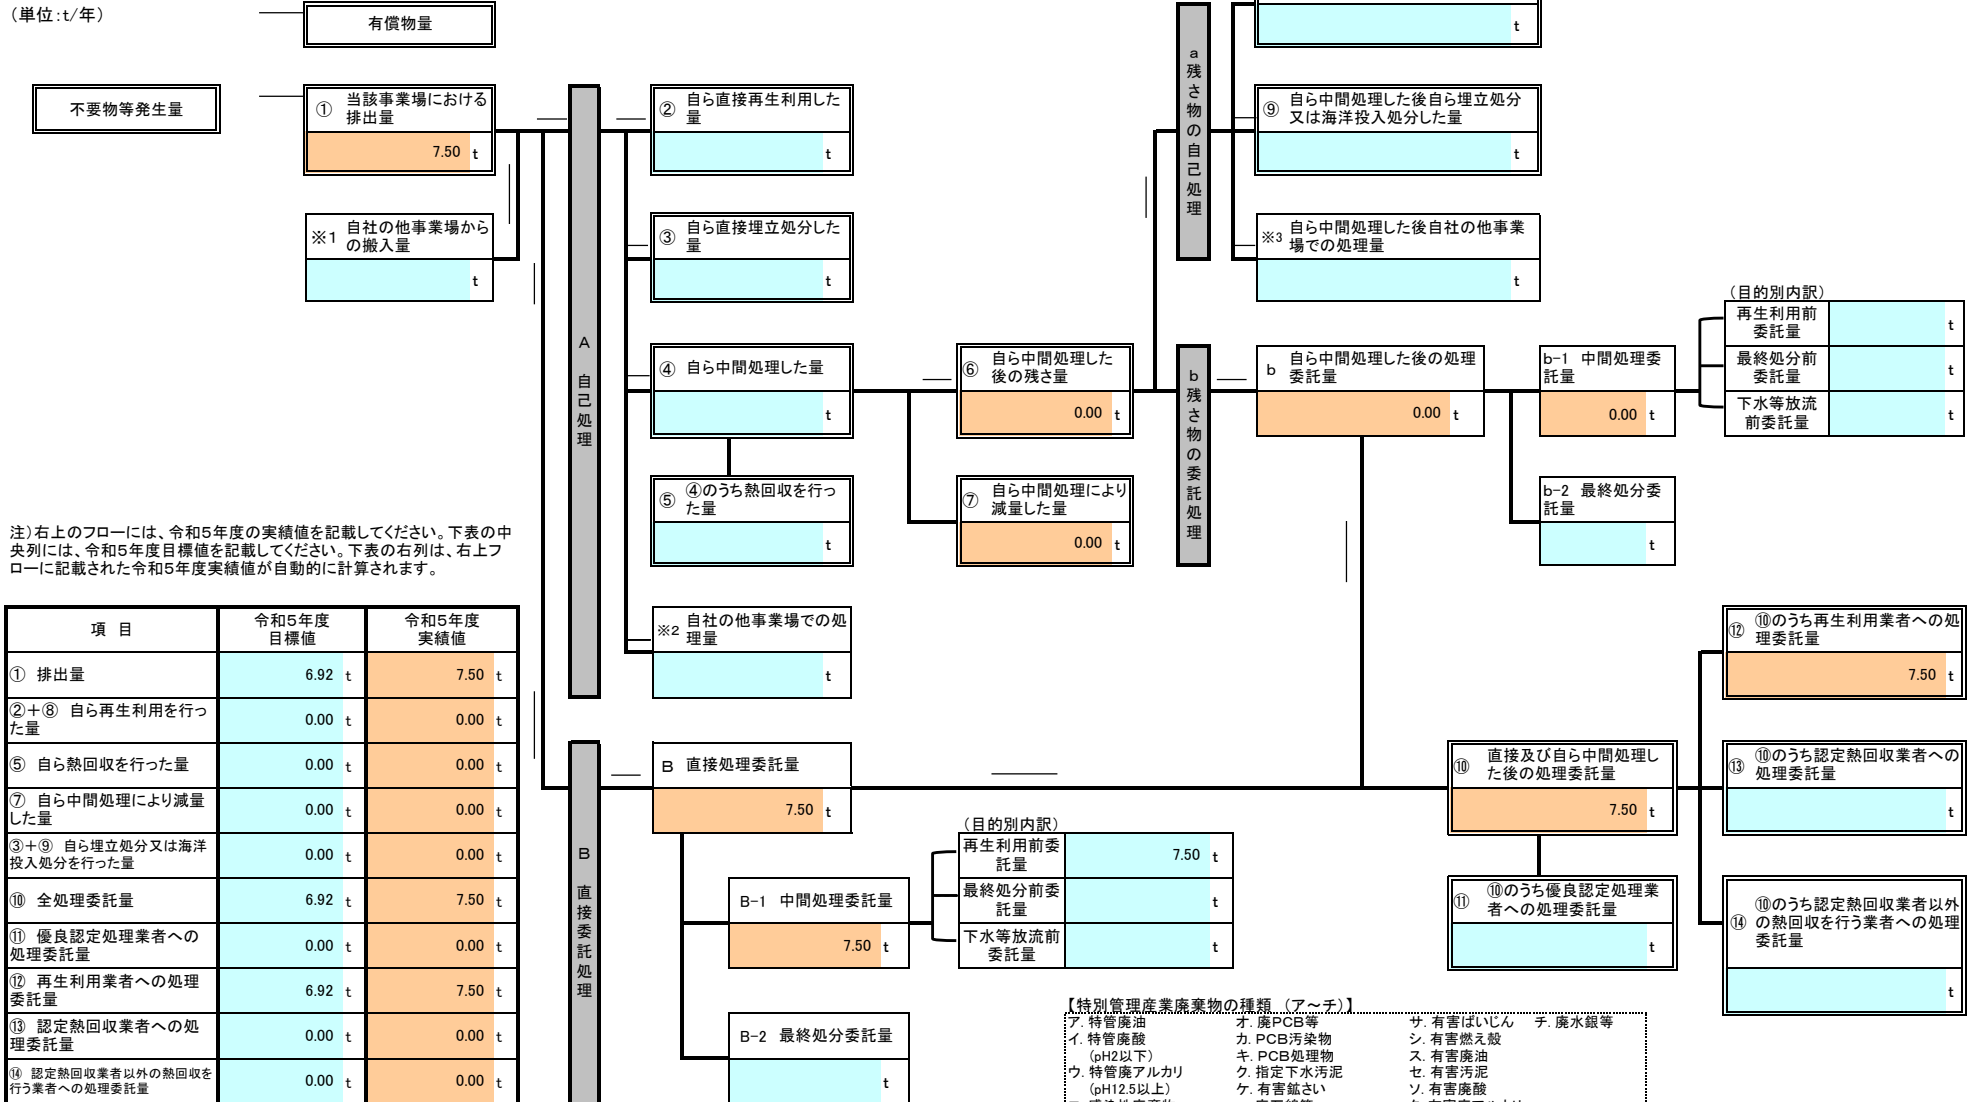 （単位：t/年）
有償物量
不要物等発生量
① 当該事業場における
排出量
7.50 t
※1 自社の他事業場から
の搬入量
t
A 自己処理
② 自ら直接再生利用した
量
t
③ 自ら直接埋立処分した
量
t
④ 自ら中間処理した量
t
⑤ ④のうち熱回収を行っ
た量
t
※2 自社の他事業場での処
理量
t
⑥ 自ら中間処理した
後の残さ量
0.00 t
⑦ 自ら中間処理により
減量した量
0.00 t
a 残さ物の自己処理
t
⑨ 自ら中間処理した後自ら埋立処分
又は海洋投入処分した量
t
※3 自ら中間処理した後自社の他事業
場での処理量
t
b 残さ物の委託処理
b 自ら中間処理した後の処理
委託量
0.00 t
b-1 中間処理委
託量
0.00 t
b-2 最終処分委
託量
t
（目的別内訳）
再生利用前
委託量
t
最終処分前
委託量
t
下水等放流
前委託量
t
注）右上のフローには、令和5年度の実績値を記載してください。下表の中
央列には、令和5年度目標値を記載してください。下表の右列は、右上フ
ローに記載された令和5年度実績値が自動的に計算されます。
項 目 令和5年度
目標値 令和5年度
実績値
① 排出量 6.92 t 7.50 t
②＋⑧ 自ら再生利用を行っ
た量 0.00 t 0.00 t
⑤ 自ら熱回収を行った量 0.00 t 0.00 t
⑦ 自ら中間処理により減量
した量 0.00 t 0.00 t
③＋⑨ 自ら埋立処分又は海洋
投入処分を行った量 0.00 t 0.00 t
⑩ 全処理委託量 6.92 t 7.50 t
⑪ 優良認定処理業者への
処理委託量 0.00 t 0.00 t
⑫ 再生利用業者への処理
委託量 6.92 t 7.50 t
⑬ 認定熱回収業者への処
理委託量 0.00 t 0.00 t
⑭ 認定熱回収業者以外の熱回収を
行う業者への処理委託量 0.00 t 0.00 t
B 直接委託処理
B 直接処理委託量
7.50 t
B-1 中間処理委託量
7.50 t
B-2 最終処分委託量
t
（目的別内訳）
再生利用前委
託量
7.50 t
最終処分前委
託量
t
下水等放流前
委託量
t
⑩ 直接及び自ら中間処理し
た後の処理委託量
7.50 t
⑪ ⑩のうち優良認定処理業
者への処理委託量
t
⑫ ⑩のうち再生利用業者への処
理委託量
7.50 t
⑬ ⑩のうち認定熱回収業者への
処理委託量
t
⑭ ⑩のうち認定熱回収業者以外
の熱回収を行う業者への処理
委託量
t
【特別管理産業廃棄物の種類 （ア～チ）】
ア．特管廃油 オ．廃PCB等 サ．有害ばいじん チ．廃水銀等
イ．特管廃酸 カ．PCB汚染物 シ．有害燃え殻
（pH2以下） キ．PCB処理物 ス．有害廃油
ウ．特管廃アルカリ ク．指定下水汚泥 セ．有害汚泥
（pH12.5以上） ケ．有害鉱さい ソ．有害廃酸